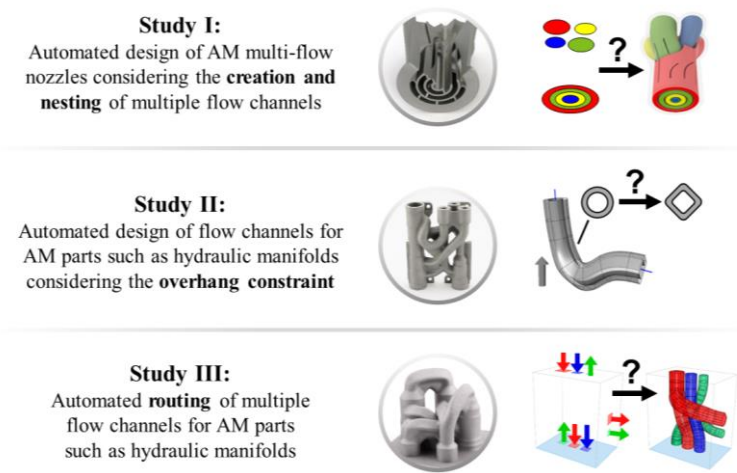 Study I:
Automated design of AM multi-flow
nozzles considering the creation and
nesting of multiple flow channels
?
Study II:
Automated design of flow channels for
AM parts such as hydraulic manifolds
considering the overhang constraint
?
Study III:
Automated routing of multiple
flow channels for AM parts
such as hydraulic manifolds
?